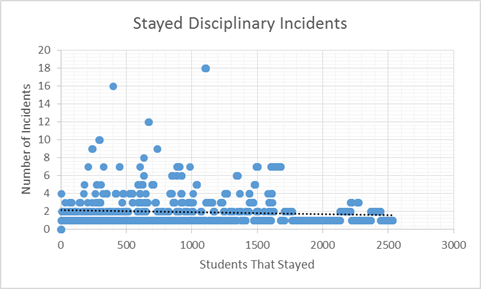 Stayed Disciplinary Incidents
Number of Incidents
20
18
16
14
12
10
8
6
4
2
0
0 500 1000 1500 2000 2500 3000
Students That Stayed